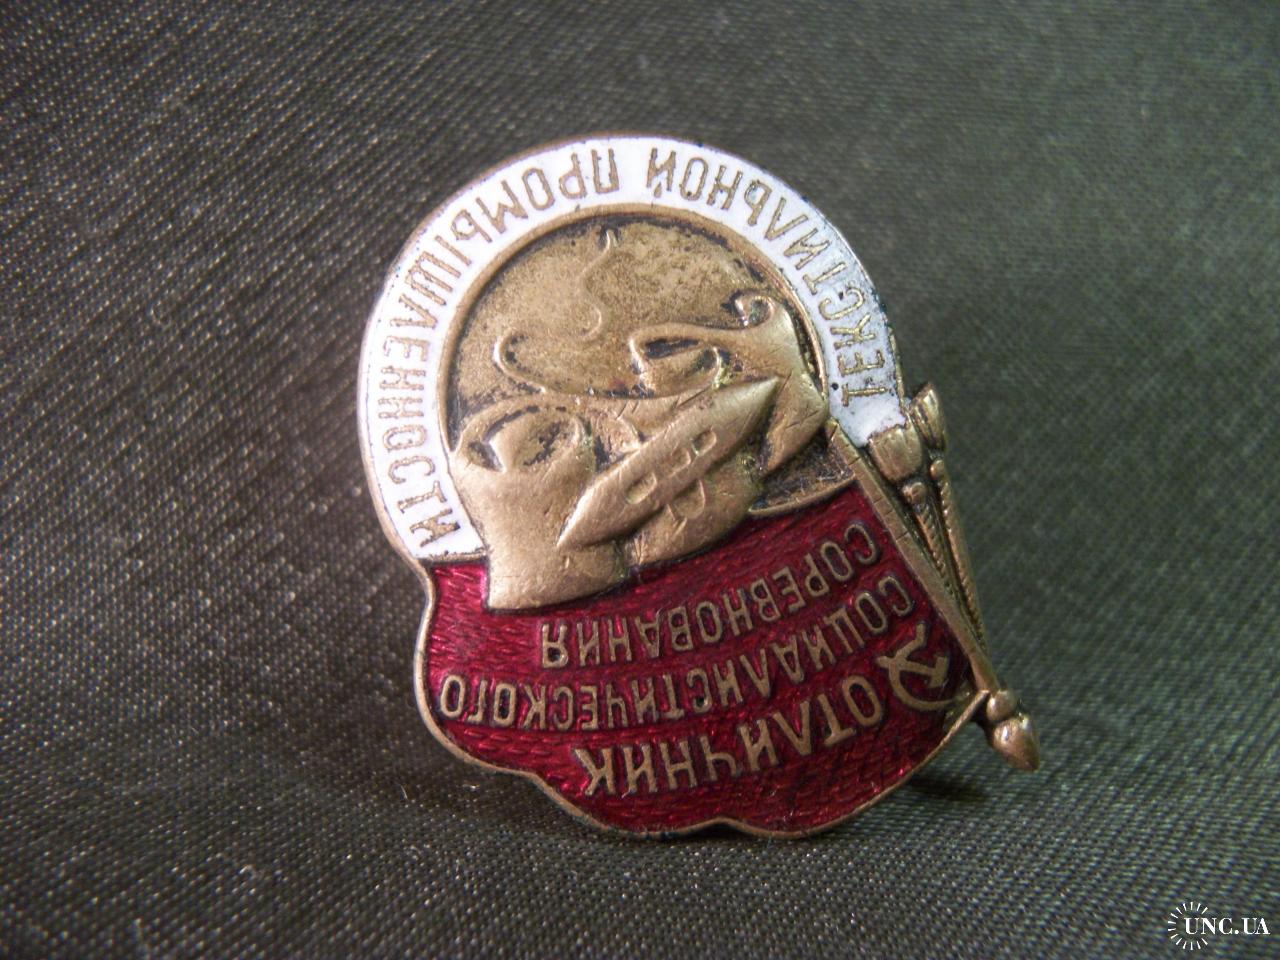 ОТЛИЧНИК
СОЦИАЛИСТИЧЕСКОГО
СОРЕВНОВАНИЯ
ТЕКСТИЛЬНОЙ ПРОМЫШЛЕННОСТИ
UNC.UA